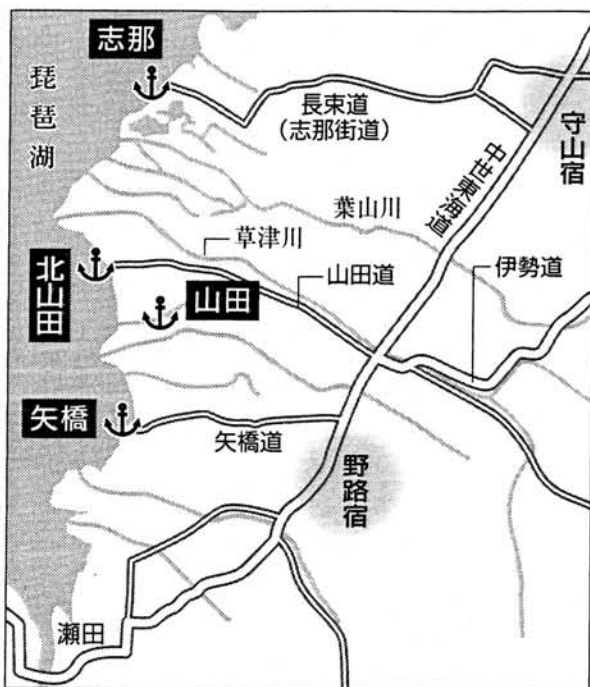 志那
琵琶湖
長束道
(志那街道)
守山宿
中世東海道
葉山川
草津川
北山田
山田道
伊勢道
山田
矢橋
矢橋道
野路宿
瀬田